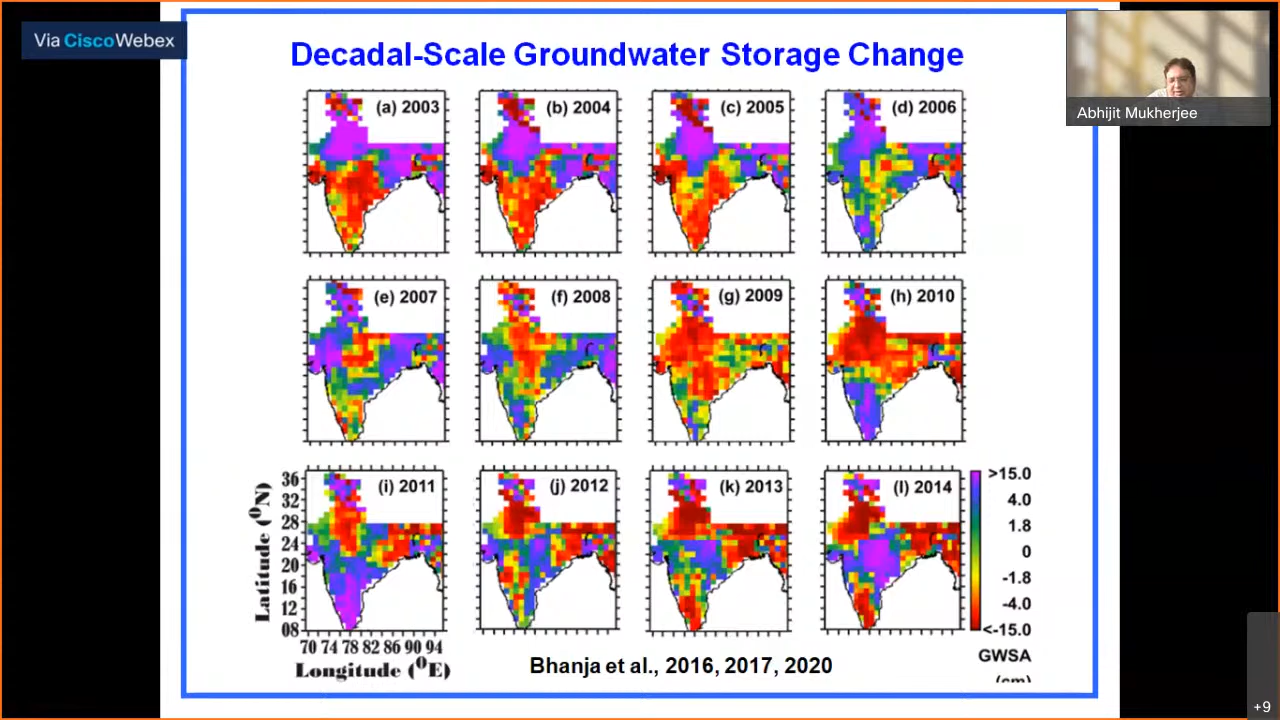 Via CiscoWebex
Decadal-Scale Groundwater Storage Change
Abhijit Mukherjee
(a) 2003
(b) 2004
(c) 2005
(d) 2006
(e) 2007
(f) 2008
(g) 2009
(h) 2010
(i) 2011
(j) 2012
(k) 2013
(l) 2014
36
32
28
24
20
16
12
08
Latitude (⁰N)
70 74 78 82 86 90 94
Longitude (⁰E)
>15.0
4.0
1.8
0
-1.8
-4.0
<-15.0
GWSA
(cm)
Bhanja et al., 2016, 2017, 2020
+9